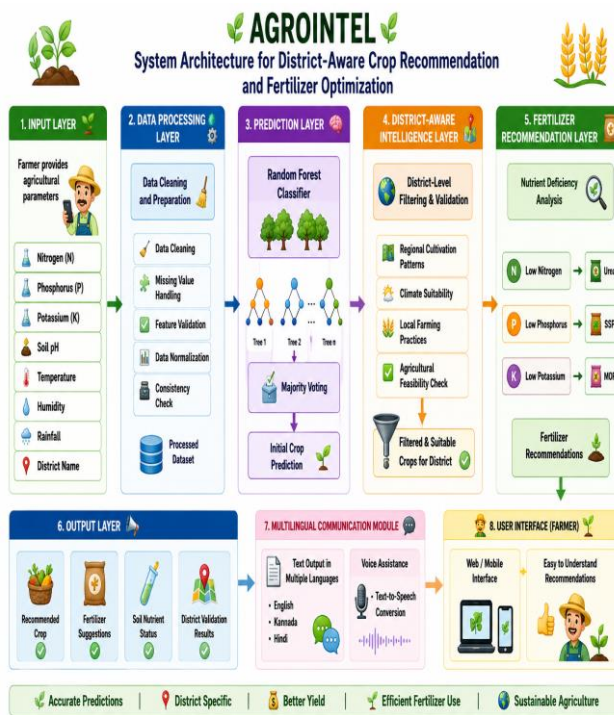 AGROINTEL
System Architecture for District-Aware Crop Recommendation
and Fertilizer Optimization
1. INPUT LAYER
Farmer provides
agricultural
parameters
Nitrogen (N)
Phosphorus (P)
Potassium (K)
Soil pH
Temperature
Humidity
Rainfall
District Name
2. DATA PROCESSING
LAYER
Data Cleaning
and Preparation
Data Cleaning
Missing Value
Handling
Feature Validation
Data Normalization
Consistency
Check
Processed
Dataset
3. PREDICTION LAYER
Random Forest
Classifier
...
...
Tree 1
Tree 2
Tree n
Majority Voting
Initial Crop
Prediction
4. DISTRICT-AWARE
INTELLIGENCE LAYER
District-Level
Filtering & Validation
Regional Cultivation
Patterns
Climate Suitability
Local Farming
Practices
Agricultural
Feasibility Check
Filtered & Suitable
Crops for District
5. FERTILIZER
RECOMMENDATION LAYER
Nutrient Deficiency
Analysis
N Low Nitrogen Urea
P Low Phosphorus SSP
K Low Potassium MOP
Fertilizer
Recommendations
6. OUTPUT LAYER
Recommended
Crop
Fertilizer
Suggestions
Soil Nutrient
Status
District Validation
Results
7. MULTILINGUAL COMMUNICATION MODULE
Text Output in
Multiple Languages
• English
• Kannada
• Hindi
Voice Assistance
• Text-to-Speech
Conversion
8. USER INTERFACE (FARMER)
Web / Mobile
Interface
Easy to Understand
Recommendations
Accurate Predictions | District Specific | Better Yield | Efficient Fertilizer Use | Sustainable Agriculture